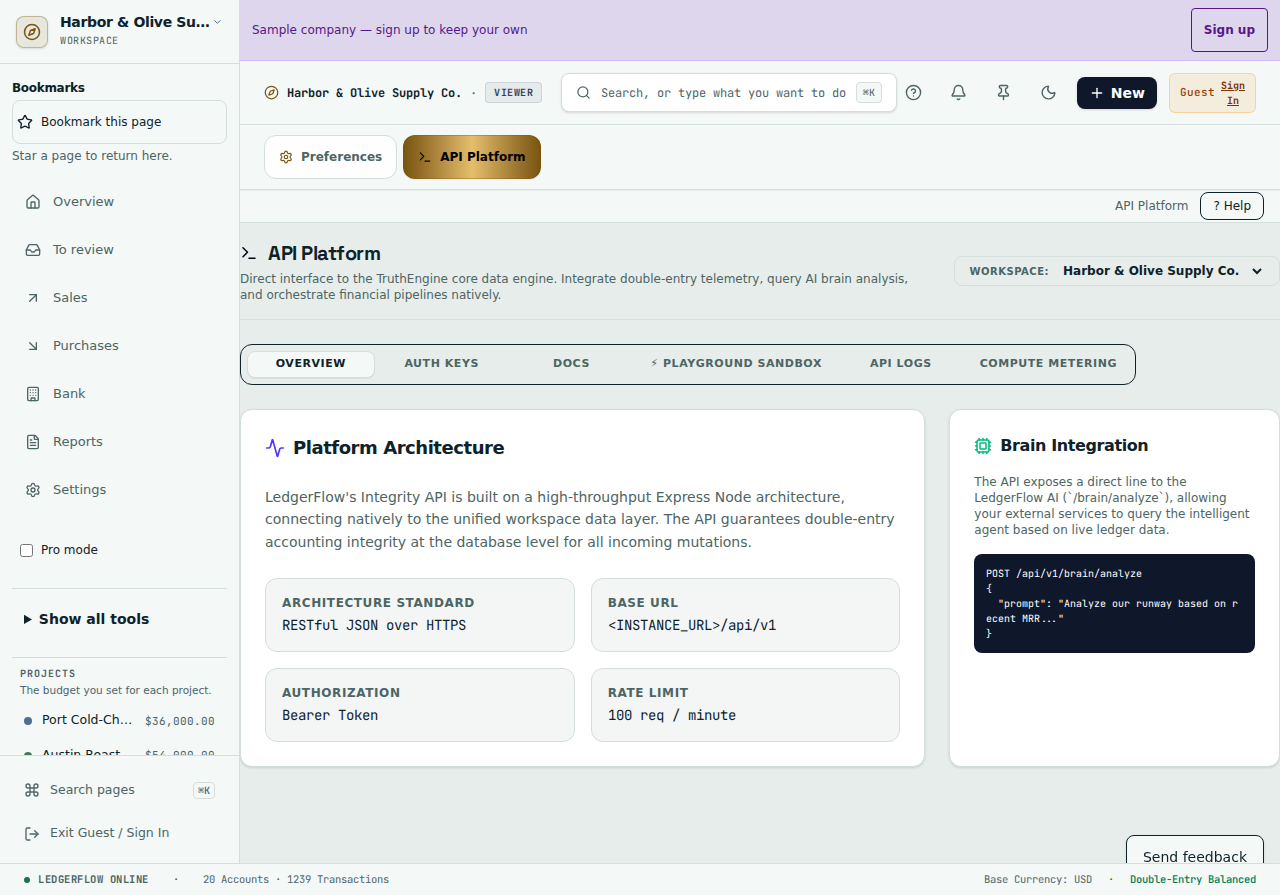 Harbor & Olive Su...
WORKSPACE
Bookmarks
Bookmark this page
Star a page to return here.
Overview
To review
Sales
Purchases
Bank
Reports
Settings
Pro mode
Show all tools
PROJECTS
The budget you set for each project.
Port Cold-Ch... $36,000.00
Austin Roast... $54,000.00
Search pages ⌘K
Exit Guest / Sign In
Sample company — sign up to keep your own
Sign up
Harbor & Olive Supply Co. · VIEWER
Search, or type what you want to do ⌘K
+ New
Guest Sign In
Preferences
API Platform
API Platform
? Help
API Platform
Direct interface to the TruthEngine core data engine. Integrate double-entry telemetry, query AI brain analysis,
and orchestrate financial pipelines natively.
WORKSPACE: Harbor & Olive Supply Co.
OVERVIEW
AUTH KEYS
DOCS
⚡ PLAYGROUND SANDBOX
API LOGS
COMPUTE METERING
Platform Architecture
LedgerFlow's Integrity API is built on a high-throughput Express Node architecture,
connecting natively to the unified workspace data layer. The API guarantees double-entry
accounting integrity at the database level for all incoming mutations.
ARCHITECTURE STANDARD
RESTful JSON over HTTPS
BASE URL
<INSTANCE_URL>/api/v1
AUTHORIZATION
Bearer Token
RATE LIMIT
100 req / minute
Brain Integration
The API exposes a direct line to the
LedgerFlow AI (`/brain/analyze`), allowing
your external services to query the intelligent
agent based on live ledger data.
POST /api/v1/brain/analyze
{
"prompt": "Analyze our runway based on r
ecent MRR..."
}
Send feedback
LEDGERFLOW ONLINE · 20 Accounts · 1239 Transactions
Base Currency: USD · Double-Entry Balanced